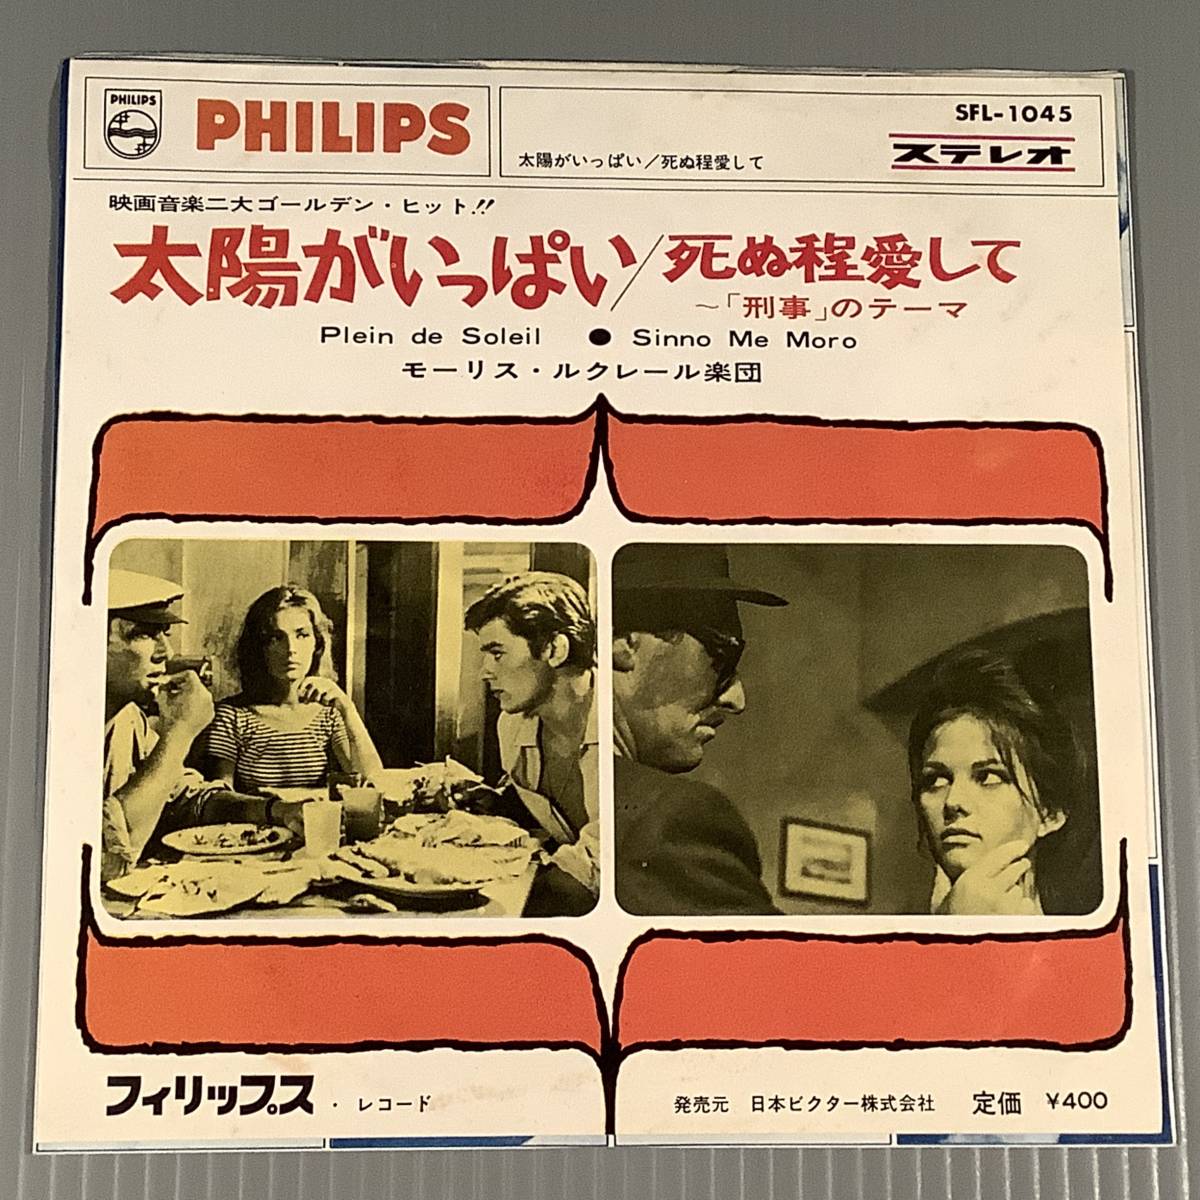 PHILIPS
PHILIPS
太陽がいっぱい／死ぬ程愛して
SFL-1045
ステレオ
映画音楽二大ゴールデン・ヒット!!
太陽がいっぱい／死ぬ程愛して
～「刑事」のテーマ
Plein de Soleil ● Sinno Me Moro
モーリス・ルクレール楽団
フィリップス・レコード
発売元 日本ビクター株式会社 定価 ¥400